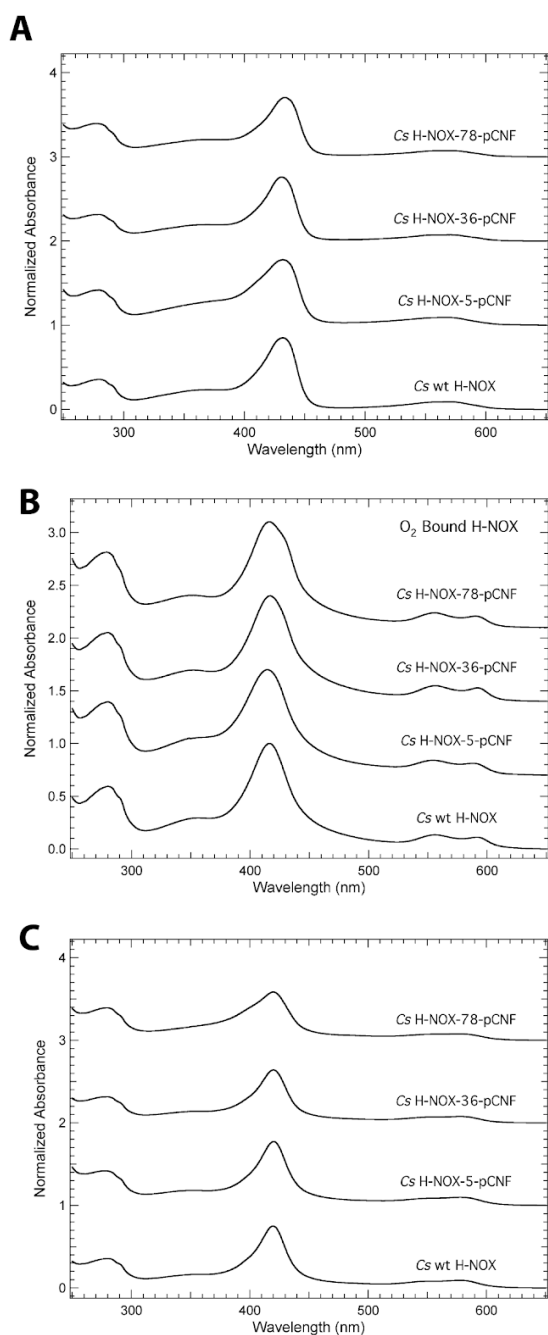 A
4
3
2
1
0
Normalized Absorbance
Cs H-NOX-78-pCNF
Cs H-NOX-36-pCNF
Cs H-NOX-5-pCNF
Cs wt H-NOX
300
400
500
600
Wavelength (nm)
B
3.0
2.5
2.0
1.5
1.0
0.5
0.0
Normalized Absorbance
O₂ Bound H-NOX
Cs H-NOX-78-pCNF
Cs H-NOX-36-pCNF
Cs H-NOX-5-pCNF
Cs wt H-NOX
300
400
500
600
Wavelength (nm)
C
4
3
2
1
0
Normalized Absorbance
Cs H-NOX-78-pCNF
Cs H-NOX-36-pCNF
Cs H-NOX-5-pCNF
Cs wt H-NOX
300
400
500
600
Wavelength (nm)